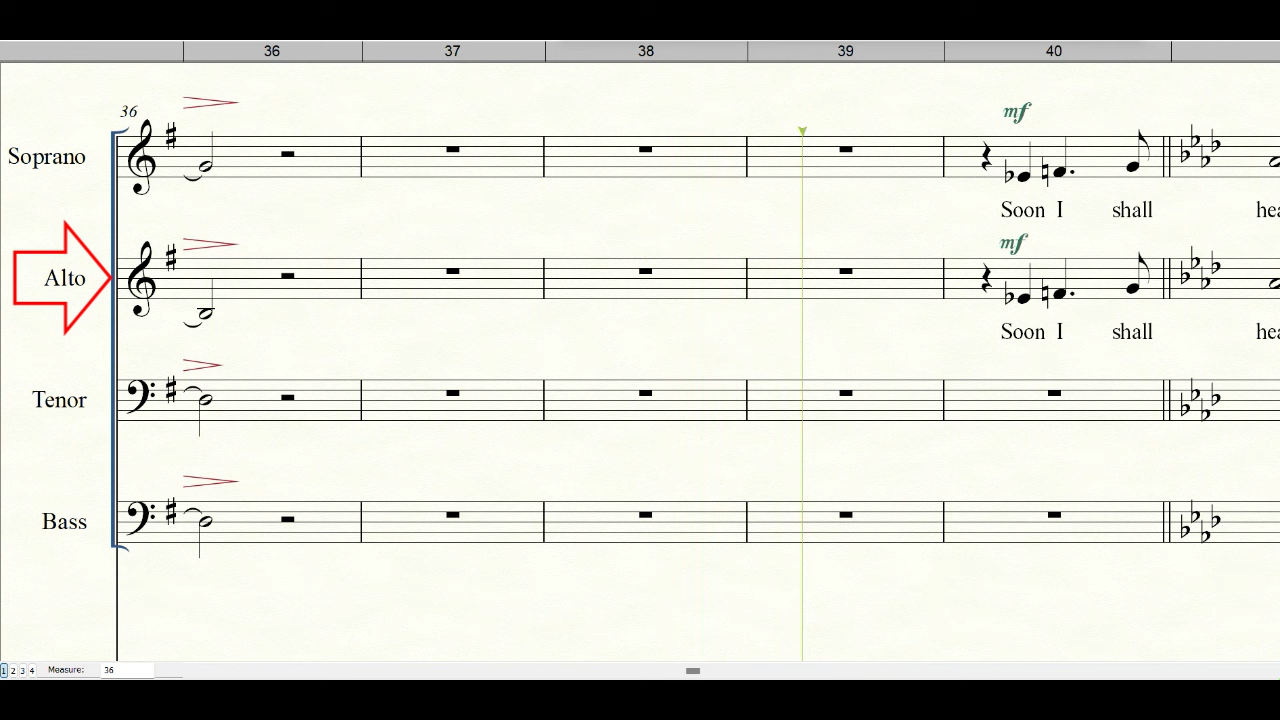 36 37 38 39 40
36
mf
Soprano
Soon I shall
mf
Alto
Soon I shall
Tenor
Bass
1 2 3 4 Measure: 36